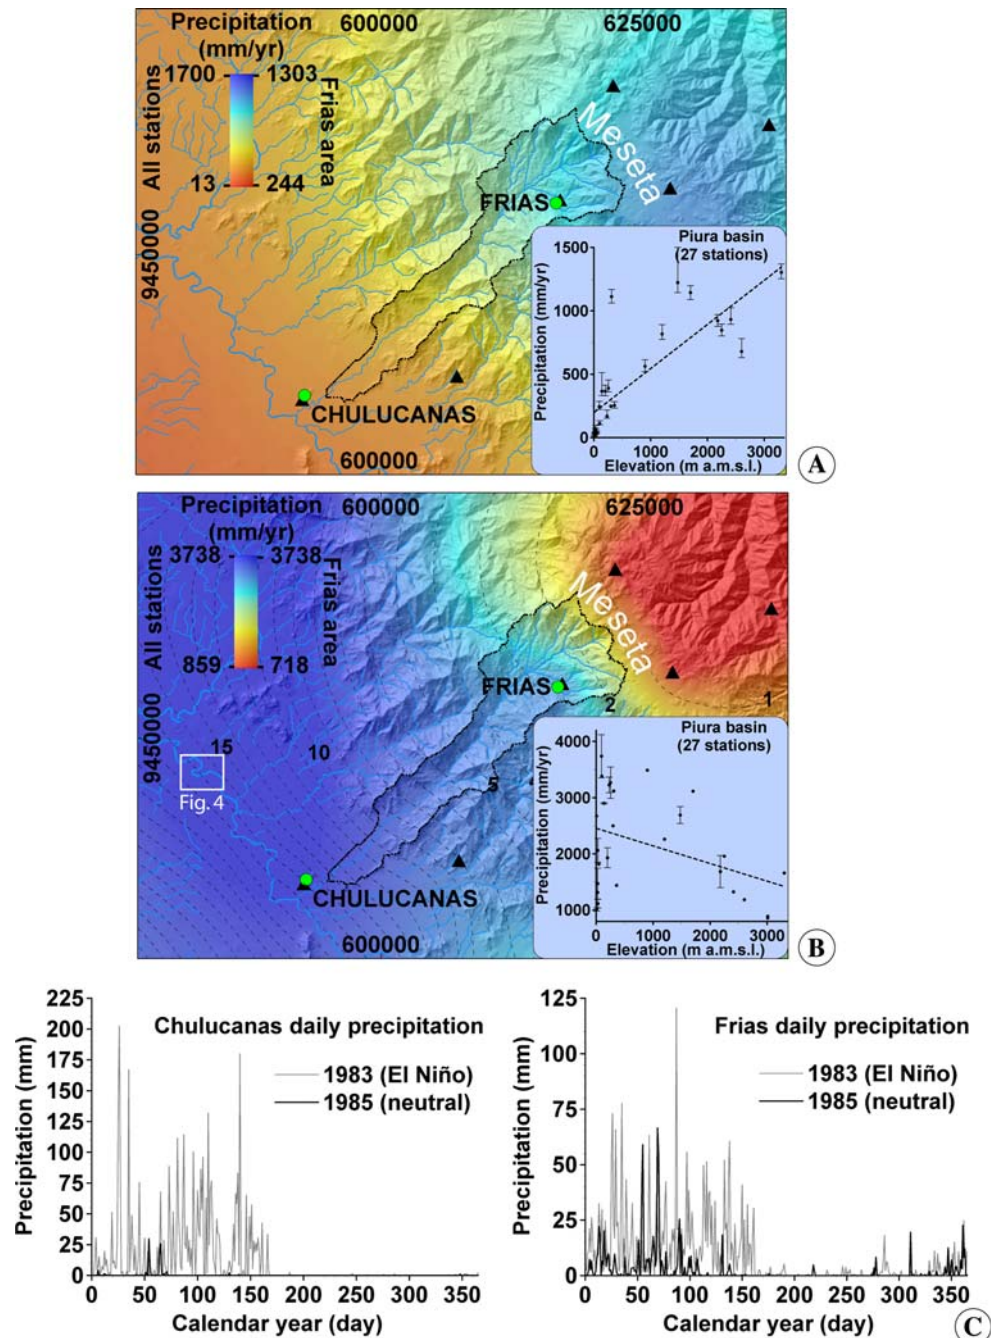 Precipitation
(mm/yr)
600000
625000
1700
1303
All stations
Frias area
13
244
Meseta
FRIAS
9450000
CHULUCANAS
600000
Piura basin
(27 stations)
Precipitation (mm/yr)
1500
1000
500
0
0
1000
2000
3000
Elevation (m a.m.s.l.)
A
Precipitation
(mm/yr)
600000
625000
3738
3738
All stations
Frias area
859
718
Meseta
FRIAS
2
1
9450000
15
10
5
Fig. 4
CHULUCANAS
600000
Piura basin
(27 stations)
Precipitation (mm/yr)
4000
3000
2000
1000
0
1000
2000
3000
Elevation (m a.m.s.l.)
B
Chulucanas daily precipitation
1983 (El Niño)
1985 (neutral)
Precipitation (mm)
225
200
175
150
125
100
75
50
25
0
0
50
100
150
200
250
300
350
Calendar year (day)
Frias daily precipitation
1983 (El Niño)
1985 (neutral)
Precipitation (mm)
125
100
75
50
25
0
0
50
100
150
200
250
300
350
Calendar year (day)
C